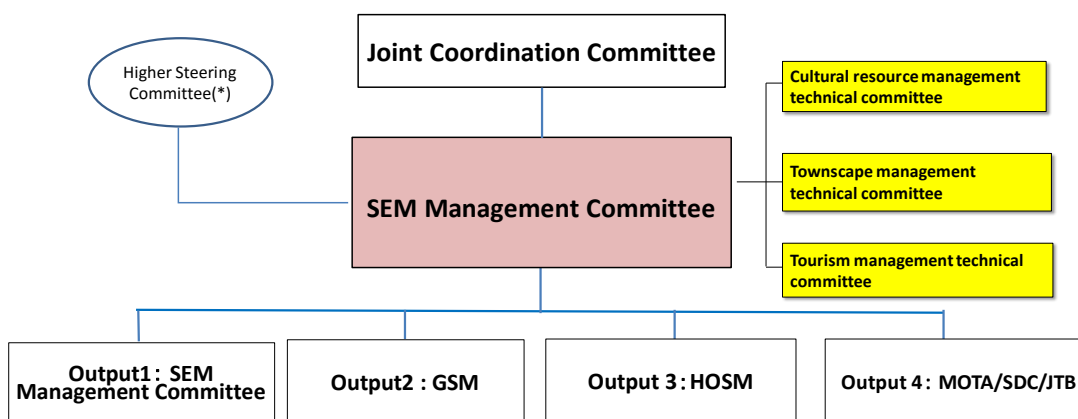 Joint Coordination Committee
Higher Steering
Committee(*)
Cultural resource management
technical committee
SEM Management Committee
Townscape management
technical committee
Tourism management technical
committee
Output1： SEM
Management Committee
Output2 : GSM
Output 3 : HOSM
Output 4： MOTA/SDC/JTB